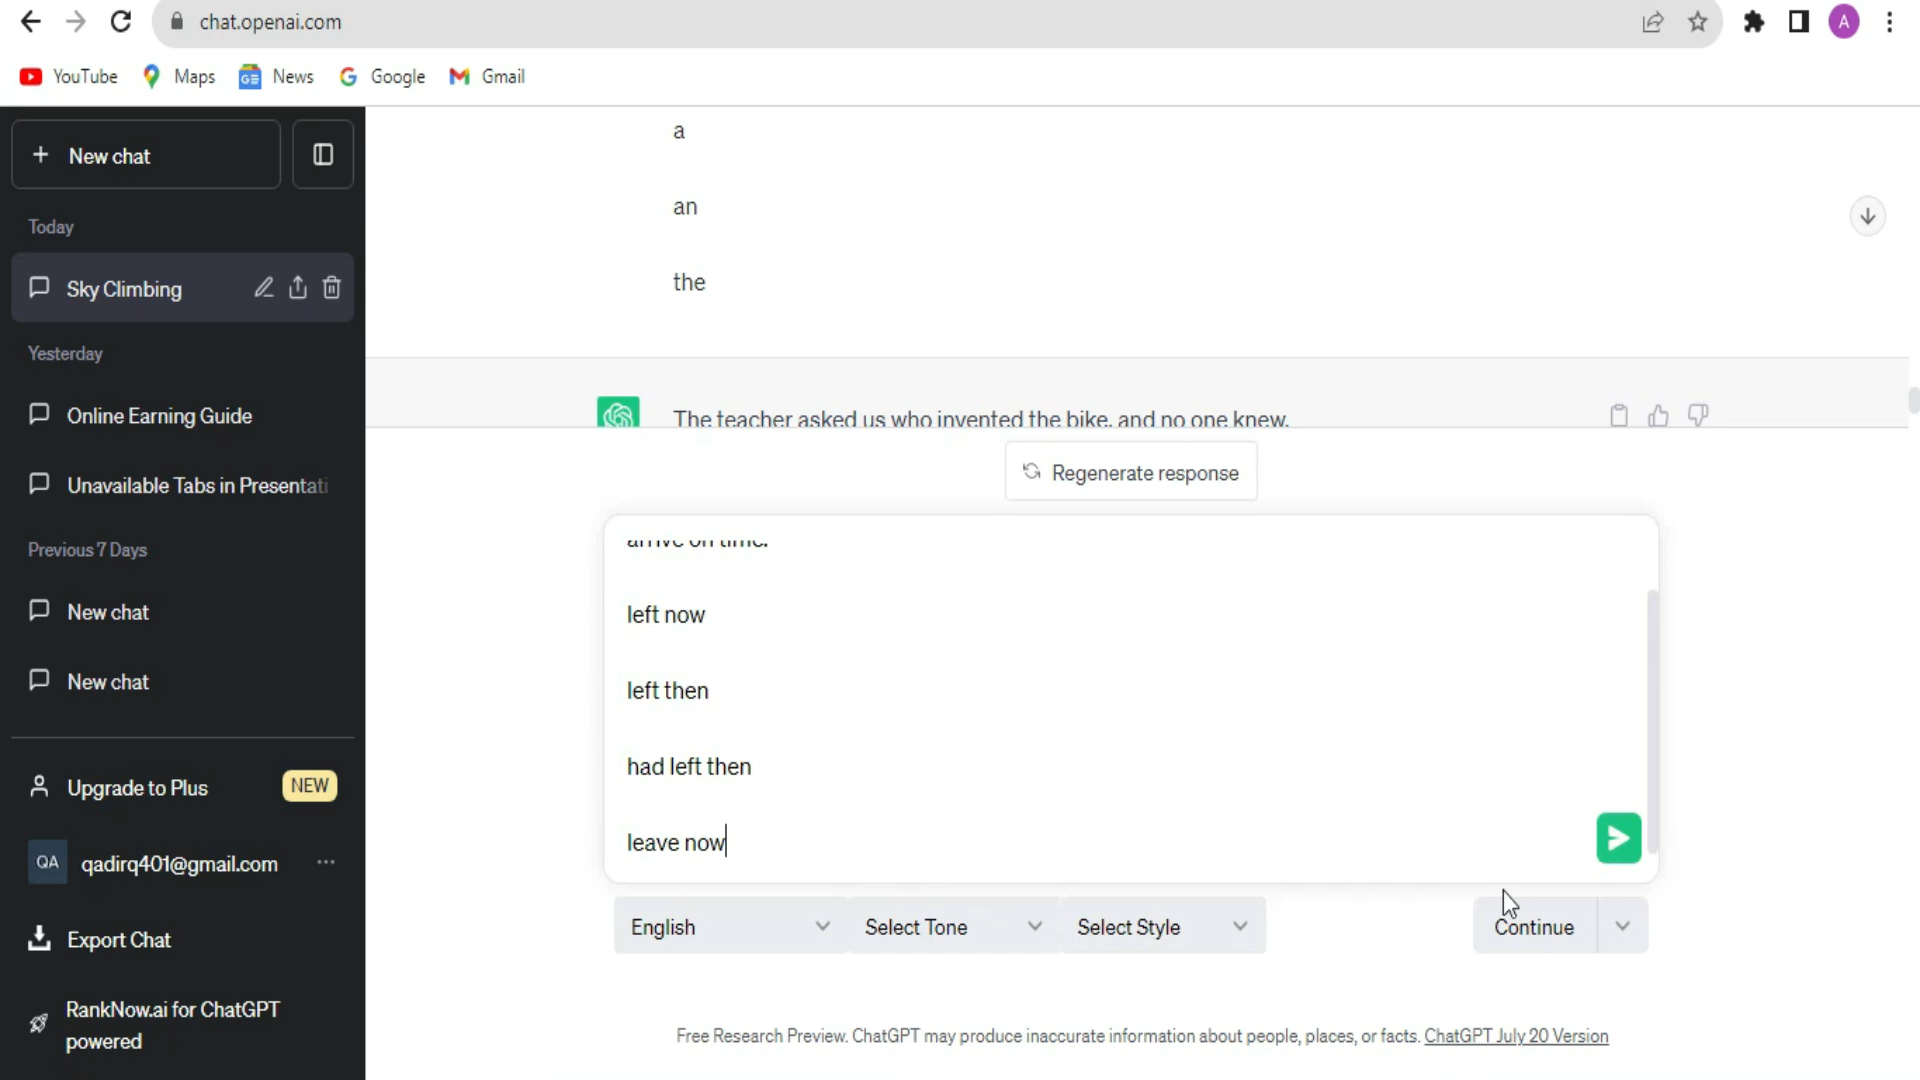 chat.openai.com
A
YouTube
Maps
News
Google
Gmail
New chat
Today
Sky Climbing
Yesterday
Online Earning Guide
Unavailable Tabs in Presentati
Previous 7 Days
New chat
New chat
Upgrade to Plus
NEW
QA
qadirq401@gmail.com
Export Chat
RankNow.ai for ChatGPT
powered
a
an
the
The teacher asked us who invented the bike, and no one knew.
Regenerate response
arrive on time.
left now
left then
had left then
leave now
English
Select Tone
Select Style
Continue
Free Research Preview. ChatGPT may produce inaccurate information about people, places, or facts. ChatGPT July 20 Version